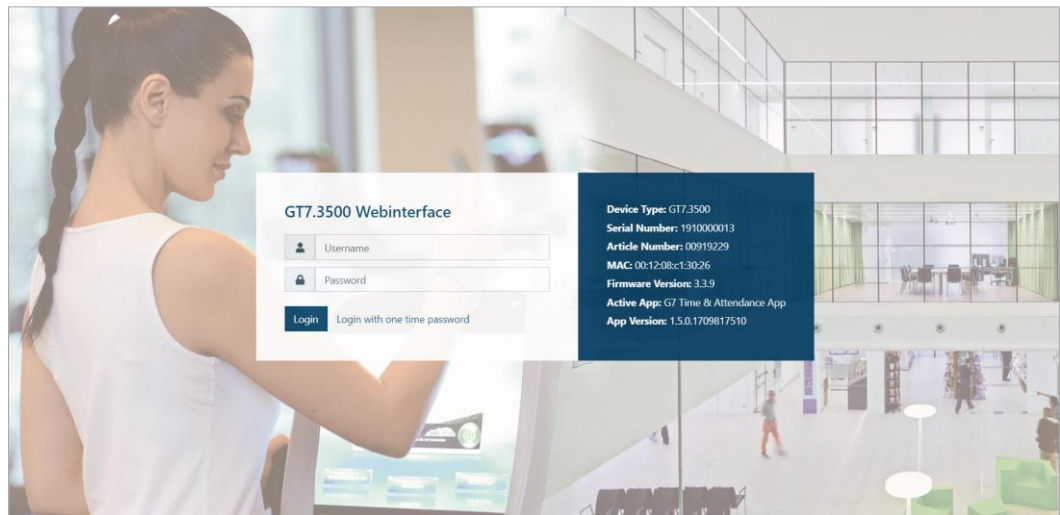 GT7.3500 Webinterface
Username
Password
Login Login with one time password
Device Type: GT7.3500
Serial Number: 1910000013
Article Number: 00919229
MAC: 00:12:08:c1:30:26
Firmware Version: 3.3.9
Active App: G7 Time & Attendance App
App Version: 1.5.0.1709817510